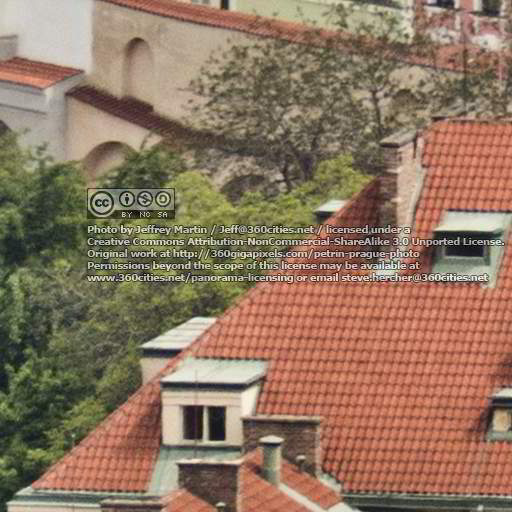 BY NC SA
Photo by Jeffrey Martin / Jeff@360cities.net / licensed under a
Creative Commons Attribution-NonCommercial-ShareAlike 3.0 Unported License.
Original work at http://360gigapixels.com/petrin-prague-photo
Permissions beyond the scope of this license may be available at
www.360cities.net/panorama-licensing or email steve.hercher@360cities.net